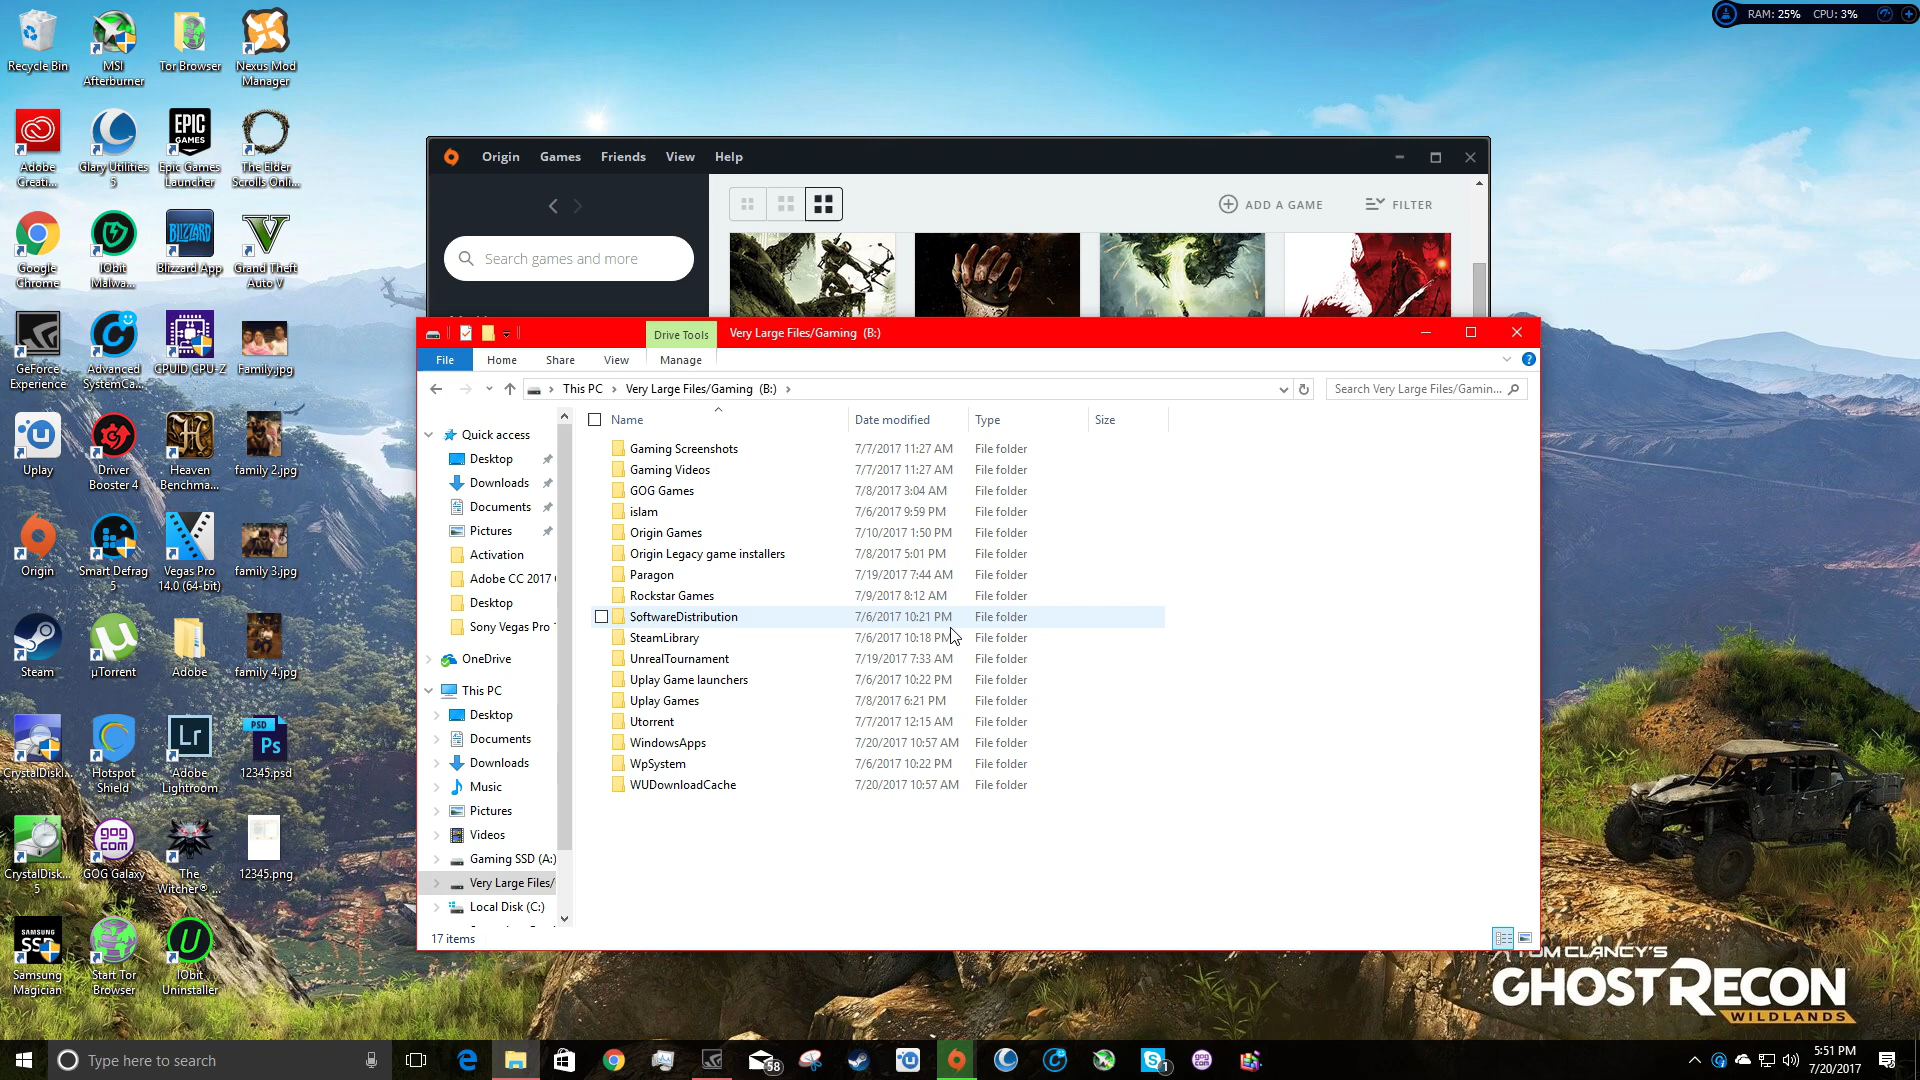 RAM: 25% CPU: 3%
Recycle Bin
MSI
Afterburner
Tor Browser
Nexus Mod
Manager
Adobe
Creati...
Glary Utilities
5
EPIC
GAMES
Epic Games
Launcher
The Elder
Scrolls Onli...
Google
Chrome
IObit
Malwa...
BLIZZARD
Blizzard App
Grand Theft
Auto V
GeForce
Experience
Advanced
SystemCa...
CPUID CPU-Z
Family.jpg
Uplay
Driver
Booster 4
Heaven
Benchma...
family 2.jpg
Origin
Smart Defrag
5
Vegas Pro
14.0 (64-bit)
family 3.jpg
Steam
µTorrent
Adobe
family 4.jpg
CrystalDiskI...
Hotspot
Shield
Lr
Adobe
Lightroom
PSD
Ps
12345.psd
CrystalDisk...
5
gog
com
GOG Galaxy
The
Witcher® ...
12345.png
SAMSUNG
SSD
Samsung
Magician
Start Tor
Browser
IObit
Uninstaller
Origin Games Friends View Help
Search games and more
ADD A GAME
FILTER
Drive Tools
Very Large Files/Gaming (B:)
File Home Share View Manage
This PC > Very Large Files/Gaming (B:) >
Search Very Large Files/Gamin...
Quick access
Desktop
Downloads
Documents
Pictures
Activation
Adobe CC 2017
Desktop
Sony Vegas Pro
OneDrive
This PC
Desktop
Documents
Downloads
Music
Pictures
Videos
Gaming SSD (A:)
Very Large Files/
Local Disk (C:)
Name Date modified Type Size
Gaming Screenshots 7/7/2017 11:27 AM File folder
Gaming Videos 7/7/2017 11:27 AM File folder
GOG Games 7/8/2017 3:04 AM File folder
islam 7/6/2017 9:59 PM File folder
Origin Games 7/10/2017 1:50 PM File folder
Origin Legacy game installers 7/8/2017 5:01 PM File folder
Paragon 7/19/2017 7:44 AM File folder
Rockstar Games 7/9/2017 8:12 AM File folder
SoftwareDistribution 7/6/2017 10:21 PM File folder
SteamLibrary 7/6/2017 10:18 PM File folder
UnrealTournament 7/19/2017 7:33 AM File folder
Uplay Game launchers 7/6/2017 10:22 PM File folder
Uplay Games 7/8/2017 6:21 PM File folder
Utorrent 7/7/2017 12:15 AM File folder
WindowsApps 7/20/2017 10:57 AM File folder
WpSystem 7/6/2017 10:22 PM File folder
WUDownloadCache 7/20/2017 10:57 AM File folder
17 items
TOM CLANCY'S
GHOST RECON
WILDLANDS
Type here to search
58
1
5:51 PM
7/20/2017